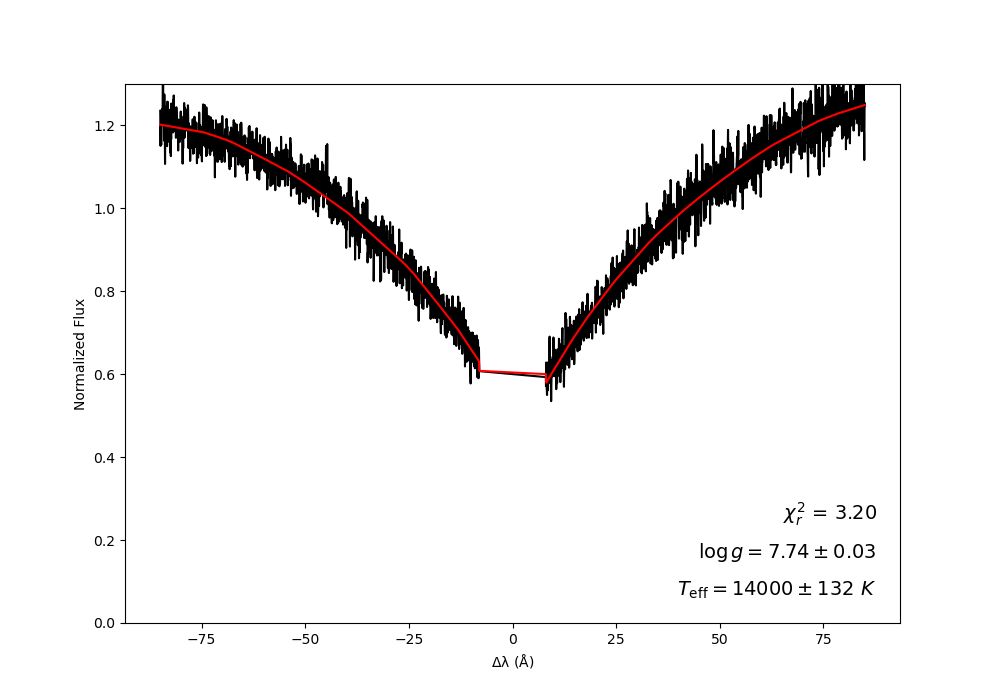 1.2
1.0
0.8
0.6
0.4
0.2
0.0
Normalized Flux
χ²ᵣ = 3.20
log g = 7.74 ± 0.03
T_eff = 14000 ± 132 K
−75 −50 −25 0 25 50 75
Δλ (Å)